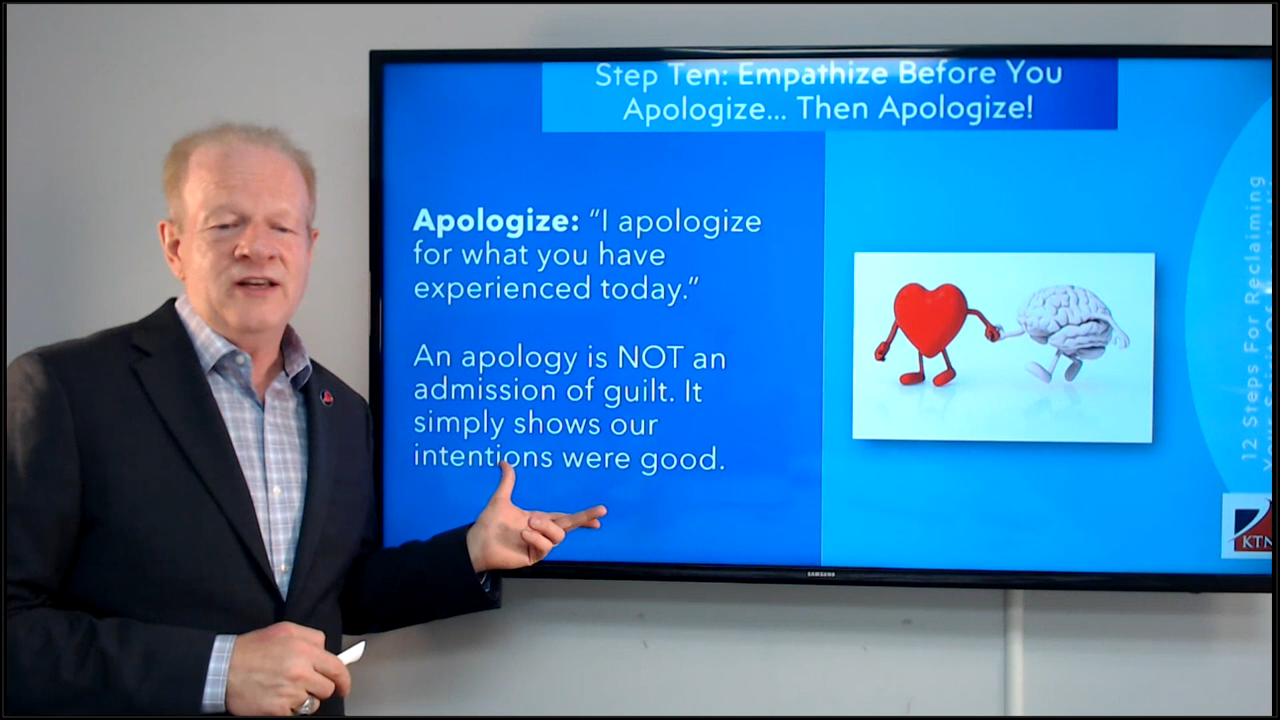 Step Ten: Empathize Before You
Apologize... Then Apologize!
Apologize: “I apologize
for what you have
experienced today.”
An apology is NOT an
admission of guilt. It
simply shows our
intentions were good.
12 Steps For Reclaiming
KTN
SAMSUNG